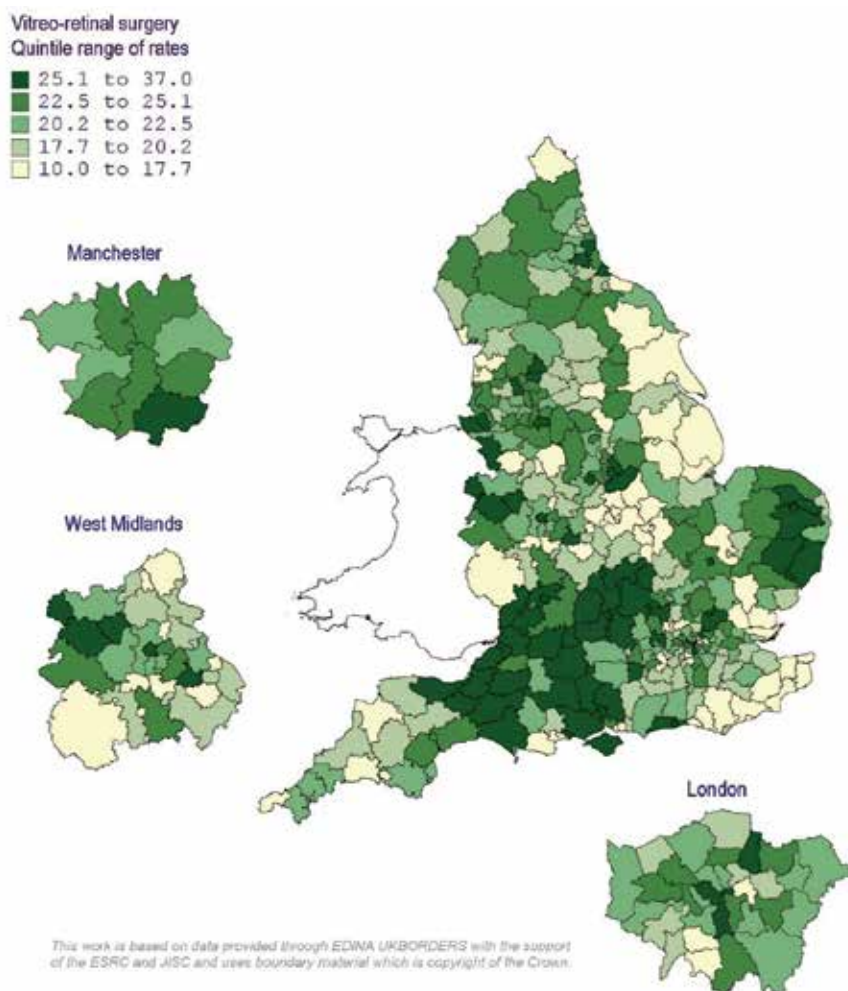 Vitreo-retinal surgery
Quintile range of rates
25.1 to 37.0
22.5 to 25.1
20.2 to 22.5
17.7 to 20.2
10.0 to 17.7
Manchester
West Midlands
London
This work is based on data provided through EDINA UKBORDERS with the support
of the ESRC and JISC and uses boundary material which is copyright of the Crown.